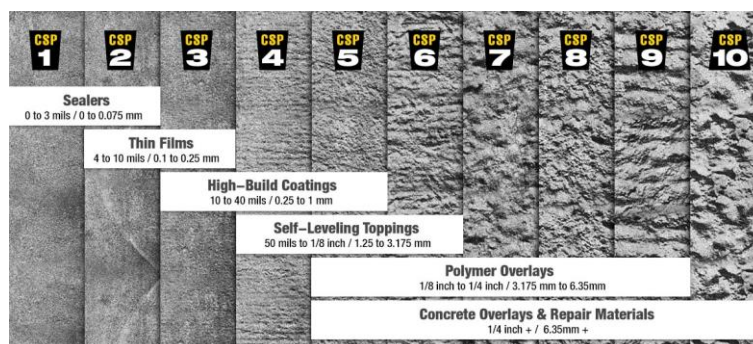 CSP 1
CSP 2
CSP 3
CSP 4
CSP 5
CSP 6
CSP 7
CSP 8
CSP 9
CSP 10
Sealers
0 to 3 mils / 0 to 0.075 mm
Thin Films
4 to 10 mils / 0.1 to 0.25 mm
High–Build Coatings
10 to 40 mils / 0.25 to 1 mm
Self–Leveling Toppings
50 mils to 1/8 inch / 1.25 to 3.175 mm
Polymer Overlays
1/8 inch to 1/4 inch / 3.175 mm to 6.35mm
Concrete Overlays & Repair Materials
1/4 inch + / 6.35mm +